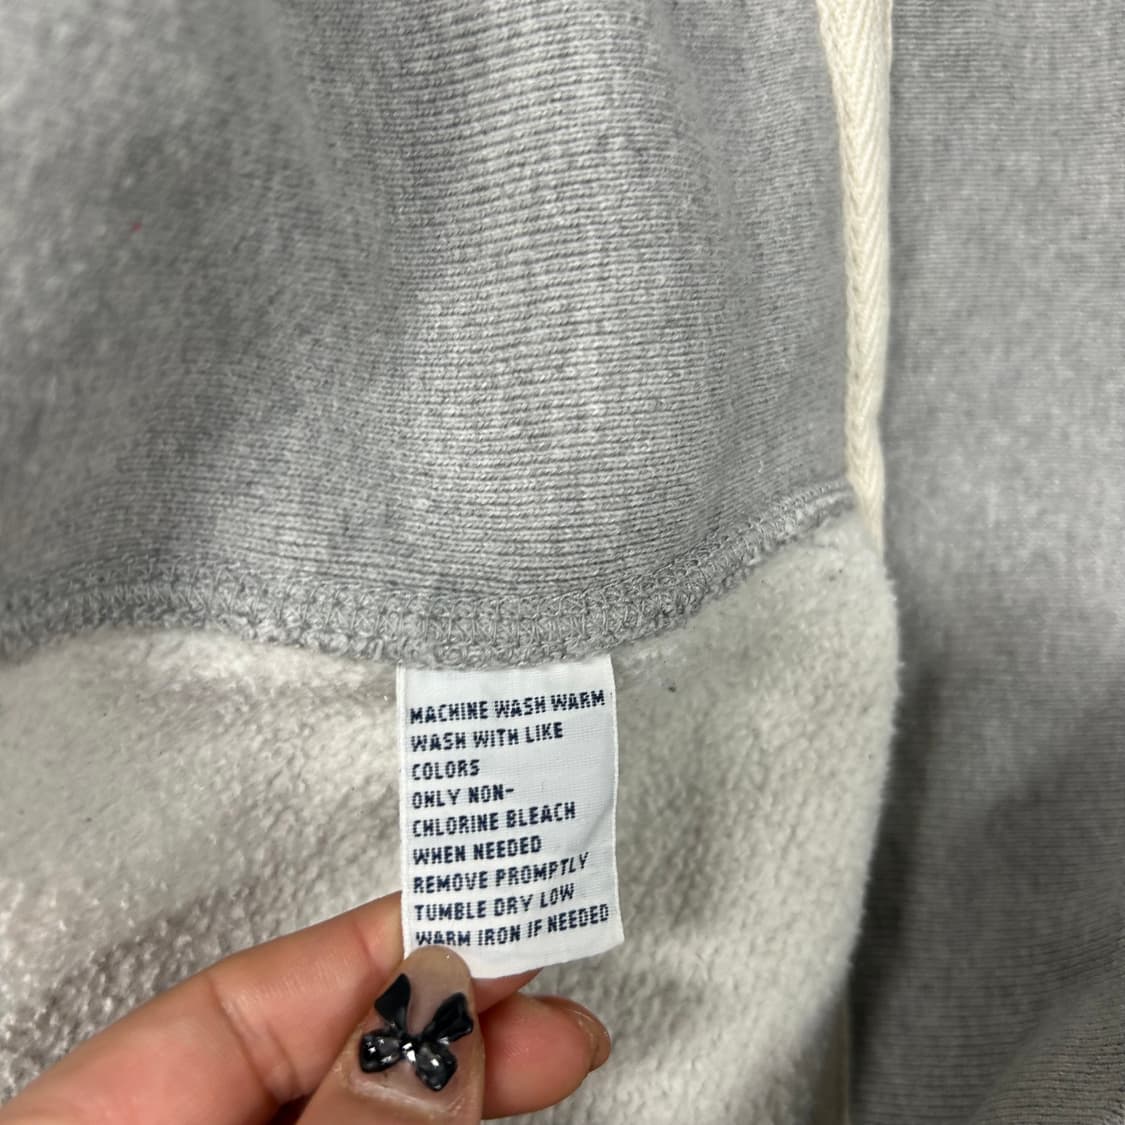 MACHINE WASH WARM
WASH WITH LIKE
COLORS
ONLY NON-
CHLORINE BLEACH
WHEN NEEDED
REMOVE PROMPTLY
TUMBLE DRY LOW
WARM IRON IF NEEDED